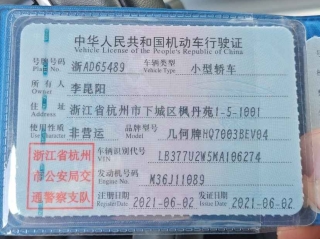 中华人民共和国机动车行驶证
Vehicle License of the People's Republic of China
号牌号码 浙AD65489 车辆类型 小型轿车
Plate No. Vehicle Type
所有人 李昆阳
Owner
住址 浙江省杭州市下城区枫丹苑1-5-1001
Address
使用性质 非营运 品牌型号 几何牌HQ7003BEV04
Use Character Model
浙江省杭州市公安局交通警察支队
车辆识别代号 LB377U2W5MA106274
VIN
发动机号码 M36J11089
Engine No.
注册日期 2021-06-02 发证日期 2021-06-02
Register Date Issue Date